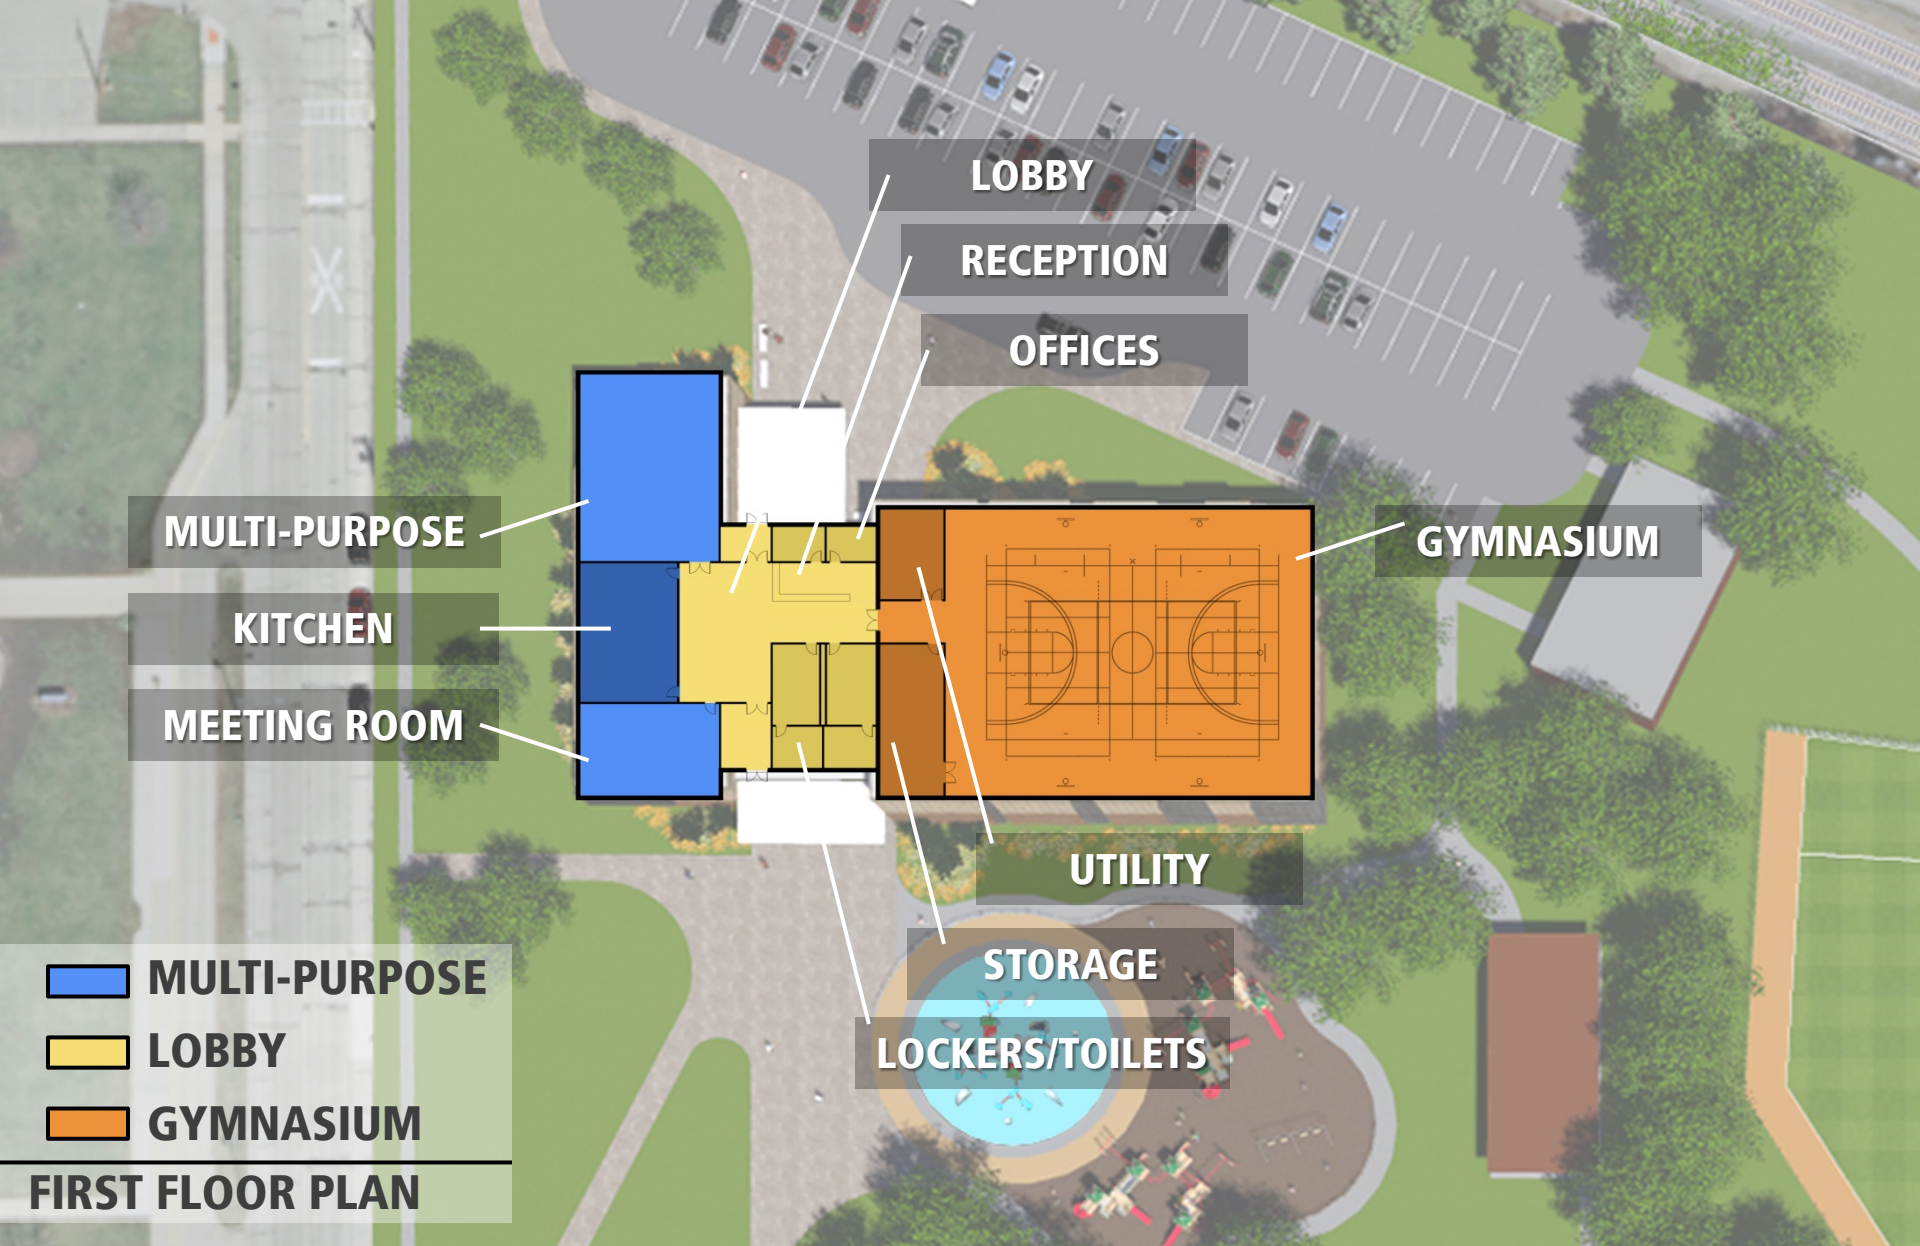 LOBBY
RECEPTION
OFFICES
MULTI-PURPOSE
GYMNASIUM
KITCHEN
MEETING ROOM
UTILITY
STORAGE
LOCKERS/TOILETS
MULTI-PURPOSE
LOBBY
GYMNASIUM
FIRST FLOOR PLAN